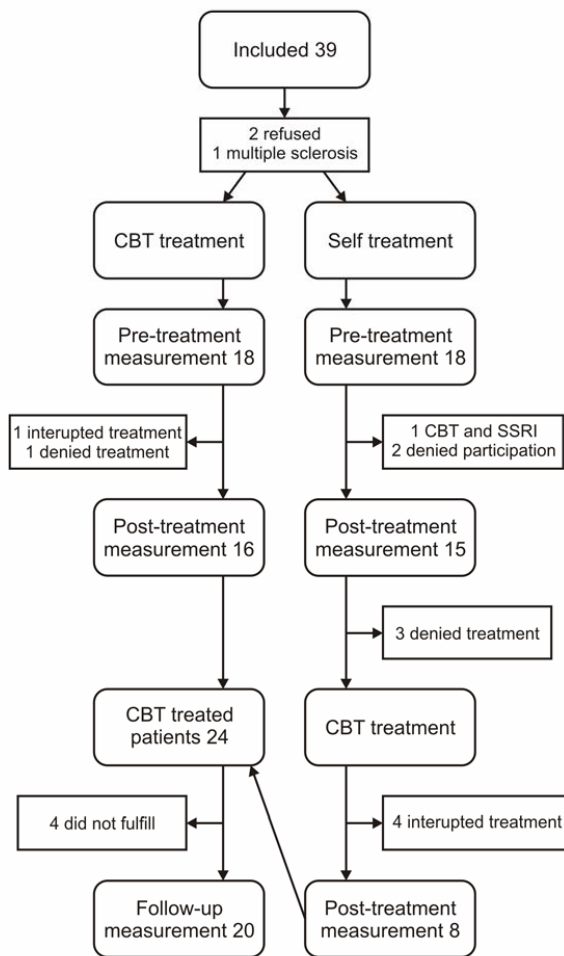 Included 39
2 refused
1 multiple sclerosis
CBT treatment
Self treatment
Pre-treatment
measurement 18
Pre-treatment
measurement 18
1 interupted treatment
1 denied treatment
1 CBT and SSRI
2 denied participation
Post-treatment
measurement 16
Post-treatment
measurement 15
3 denied treatment
CBT treated
patients 24
CBT treatment
4 did not fulfill
4 interupted treatment
Follow-up
measurement 20
Post-treatment
measurement 8